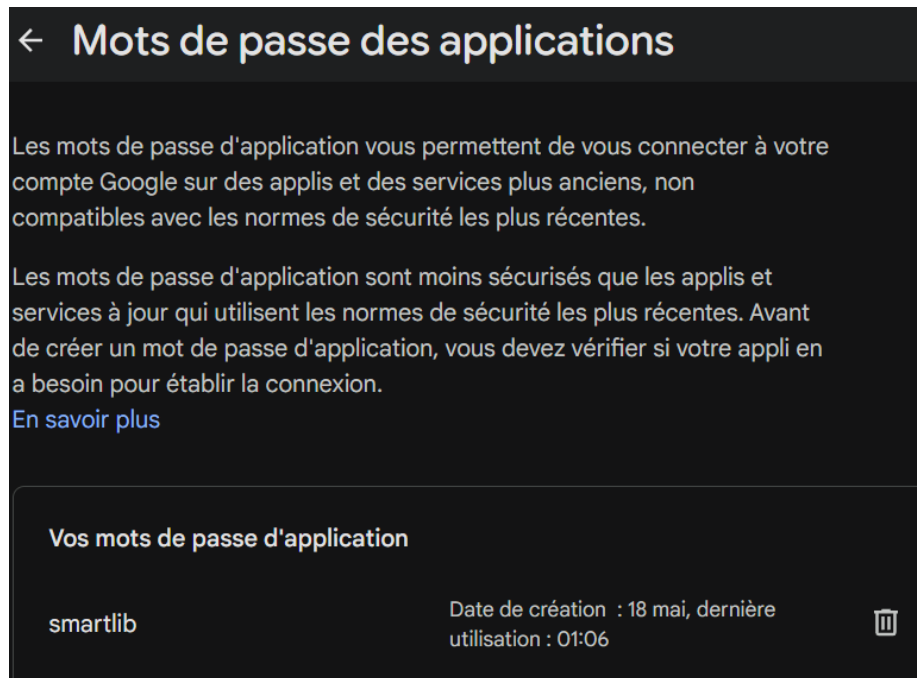 Mots de passe des applications
Les mots de passe d'application vous permettent de vous connecter à votre
compte Google sur des applis et des services plus anciens, non
compatibles avec les normes de sécurité les plus récentes.
Les mots de passe d'application sont moins sécurisés que les applis et
services à jour qui utilisent les normes de sécurité les plus récentes. Avant
de créer un mot de passe d'application, vous devez vérifier si votre appli en
a besoin pour établir la connexion.
En savoir plus
Vos mots de passe d'application
smartlib
Date de création : 18 mai, dernière
utilisation : 01:06